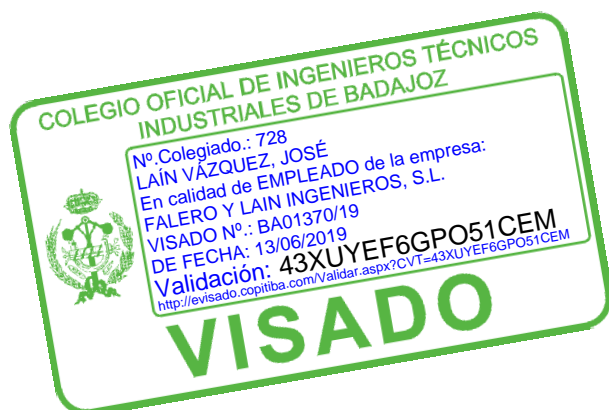 COLEGIO OFICIAL DE INGENIEROS TÉCNICOS
INDUSTRIALES DE BADAJOZ
Nº.Colegiado.: 728
LAÍN VÁZQUEZ, JOSÉ
En calidad de EMPLEADO de la empresa:
FALERO Y LAIN INGENIEROS, S.L.
VISADO Nº.: BA01370/19
DE FECHA: 13/06/2019
Validación: 43XUYEF6GPO51CEM
http://evisado.copitiba.com/Validar.aspx?CVT=43XUYEF6GPO51CEM
VISADO